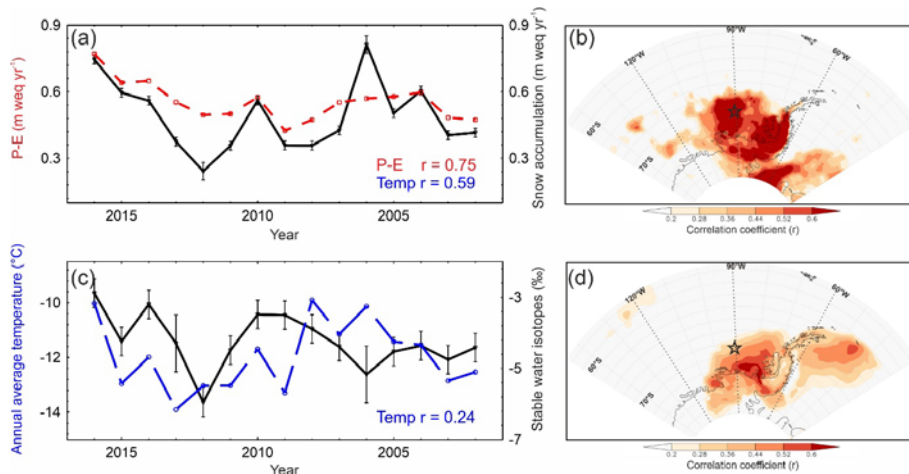 (a)
0.9
0.6
0.3
P-E (m weq yr⁻¹)
0.9
0.6
0.3
Snow accumulation (m weq yr⁻¹)
P-E r = 0.75
Temp r = 0.59
2015 2010 2005
Year
(b)
120°W
90°W
60°W
60°S
70°S
0.2 0.28 0.36 0.44 0.52 0.6
Correlation coefficient (r)
(c)
-10
-12
-14
Annual average temperature (°C)
-3
-5
-7
Stable water isotopes (‰)
Temp r = 0.24
2015 2010 2005
Year
(d)
120°W
90°W
60°W
60°S
70°S
0.2 0.28 0.36 0.44 0.52 0.6
Correlation coefficient (r)